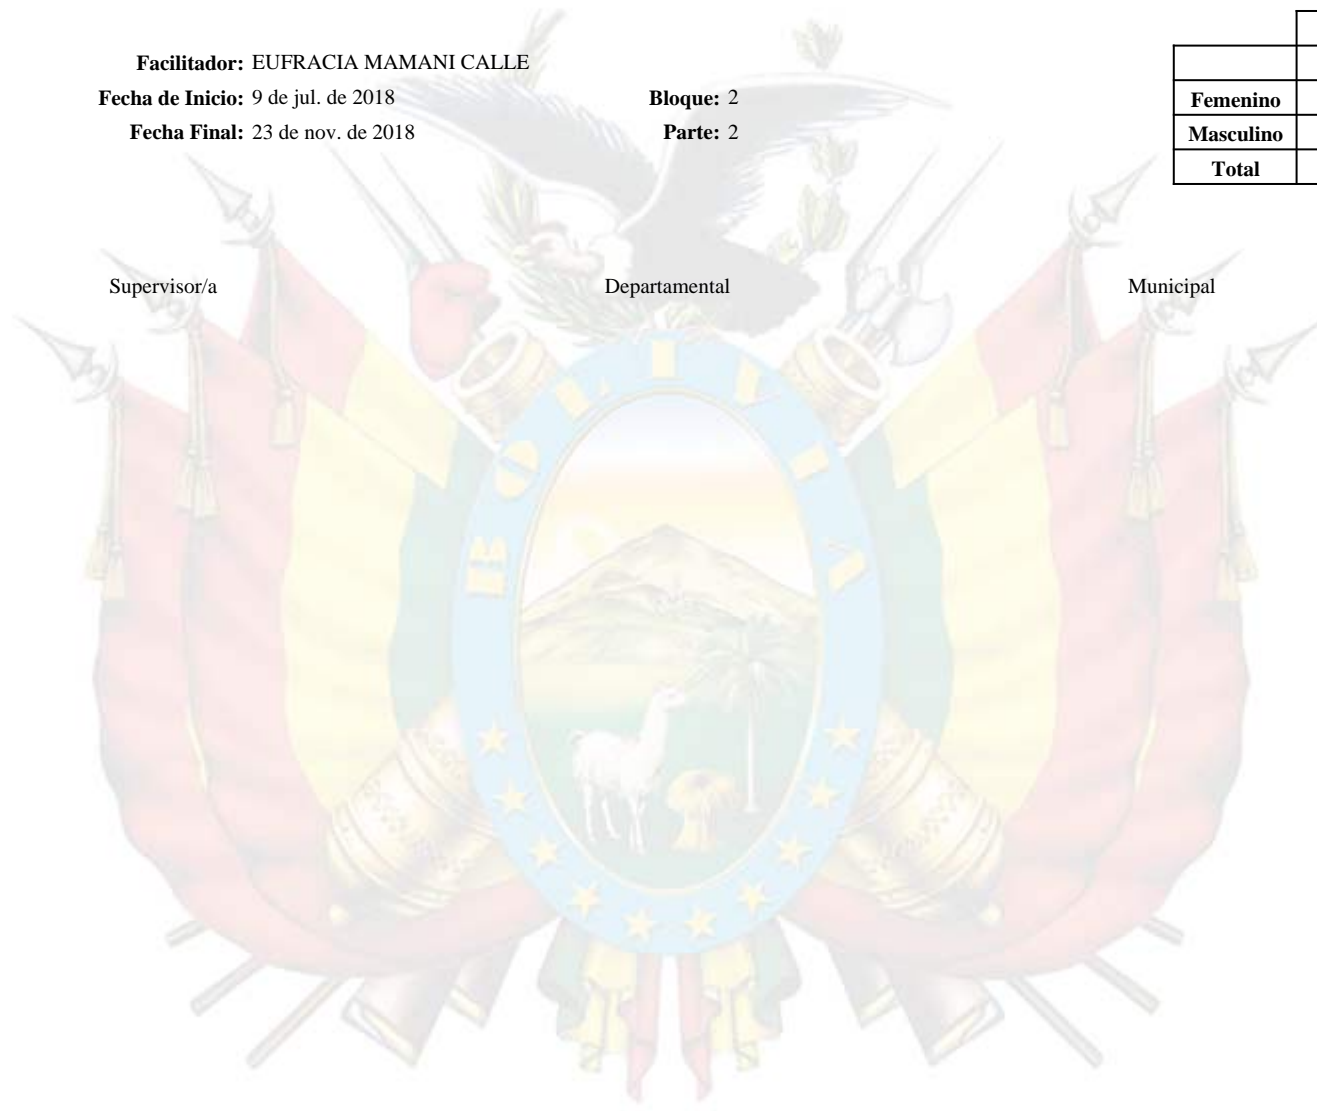 Facilitador: EUFRACIA MAMANI CALLE
Fecha de Inicio: 9 de jul. de 2018 Bloque: 2
Fecha Final: 23 de nov. de 2018 Parte: 2
Femenino
Masculino
Total
Supervisor/a Departamental Municipal
BOLIVIA